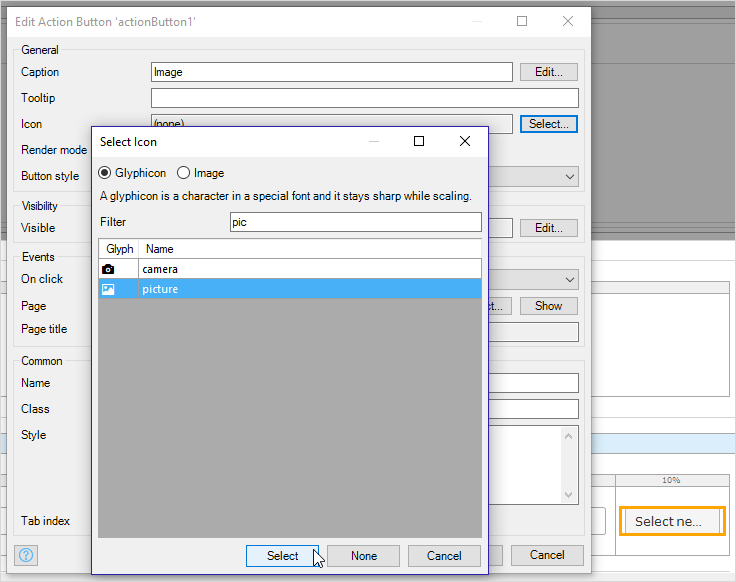 Edit Action Button 'actionButton1'
General
Caption
Image
Edit...
Tooltip
Icon
(none)
Select...
Render mode
Button style
Visibility
Visible
Edit...
Events
On click
Page
Show
Page title
Common
Name
Class
Style
Tab index
Cancel
Select Icon
Glyphicon
Image
A glyphicon is a character in a special font and it stays sharp while scaling.
Filter
pic
Glyph
Name
camera
picture
Select
None
Cancel
10%
Select ne...